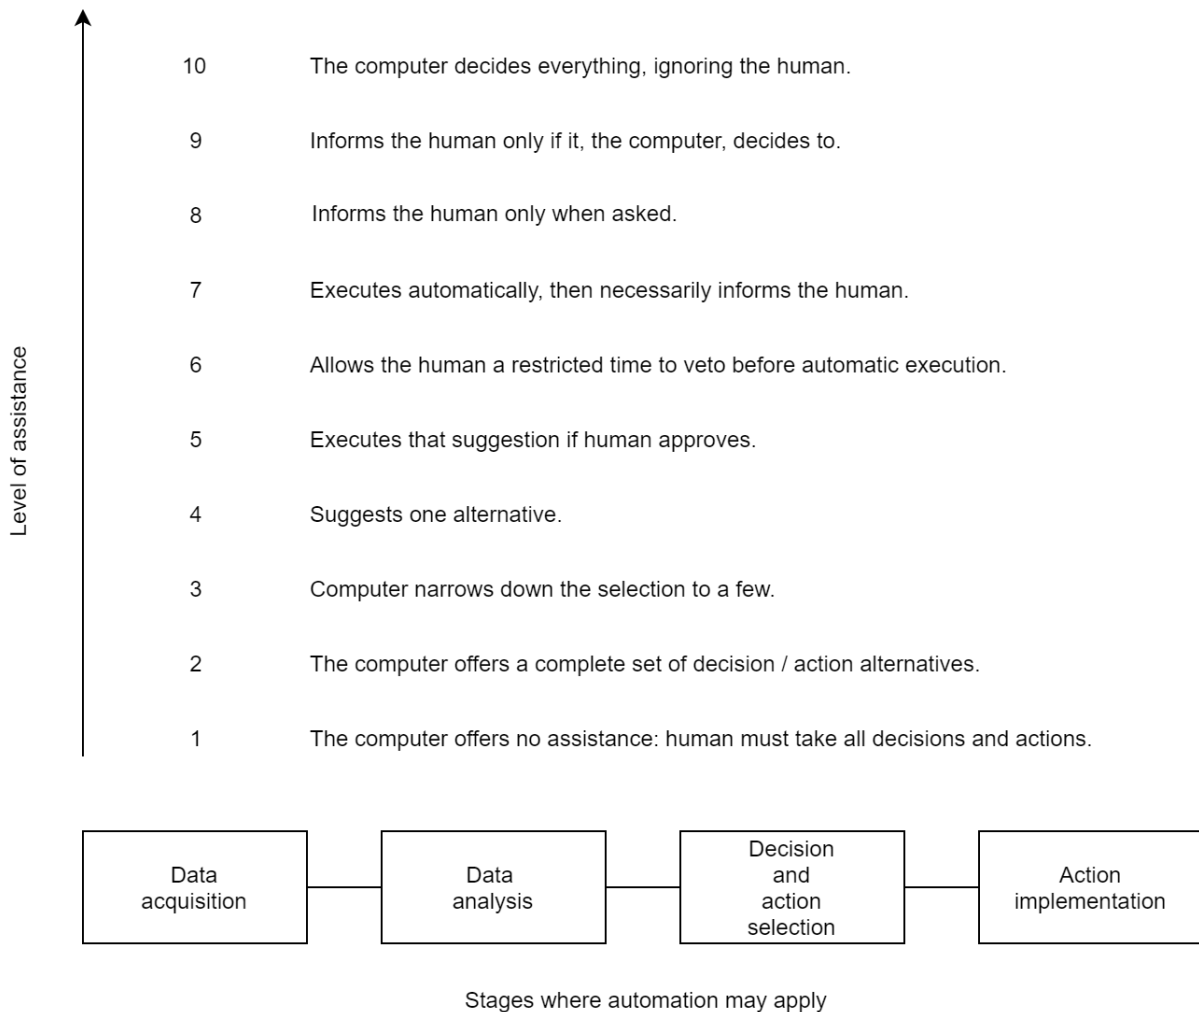 10 The computer decides everything, ignoring the human.
9 Informs the human only if it, the computer, decides to.
8 Informs the human only when asked.
7 Executes automatically, then necessarily informs the human.
6 Allows the human a restricted time to veto before automatic execution.
5 Executes that suggestion if human approves.
4 Suggests one alternative.
3 Computer narrows down the selection to a few.
2 The computer offers a complete set of decision / action alternatives.
1 The computer offers no assistance: human must take all decisions and actions.
Level of assistance
Data
acquisition
Data
analysis
Decision
and
action
selection
Action
implementation
Stages where automation may apply